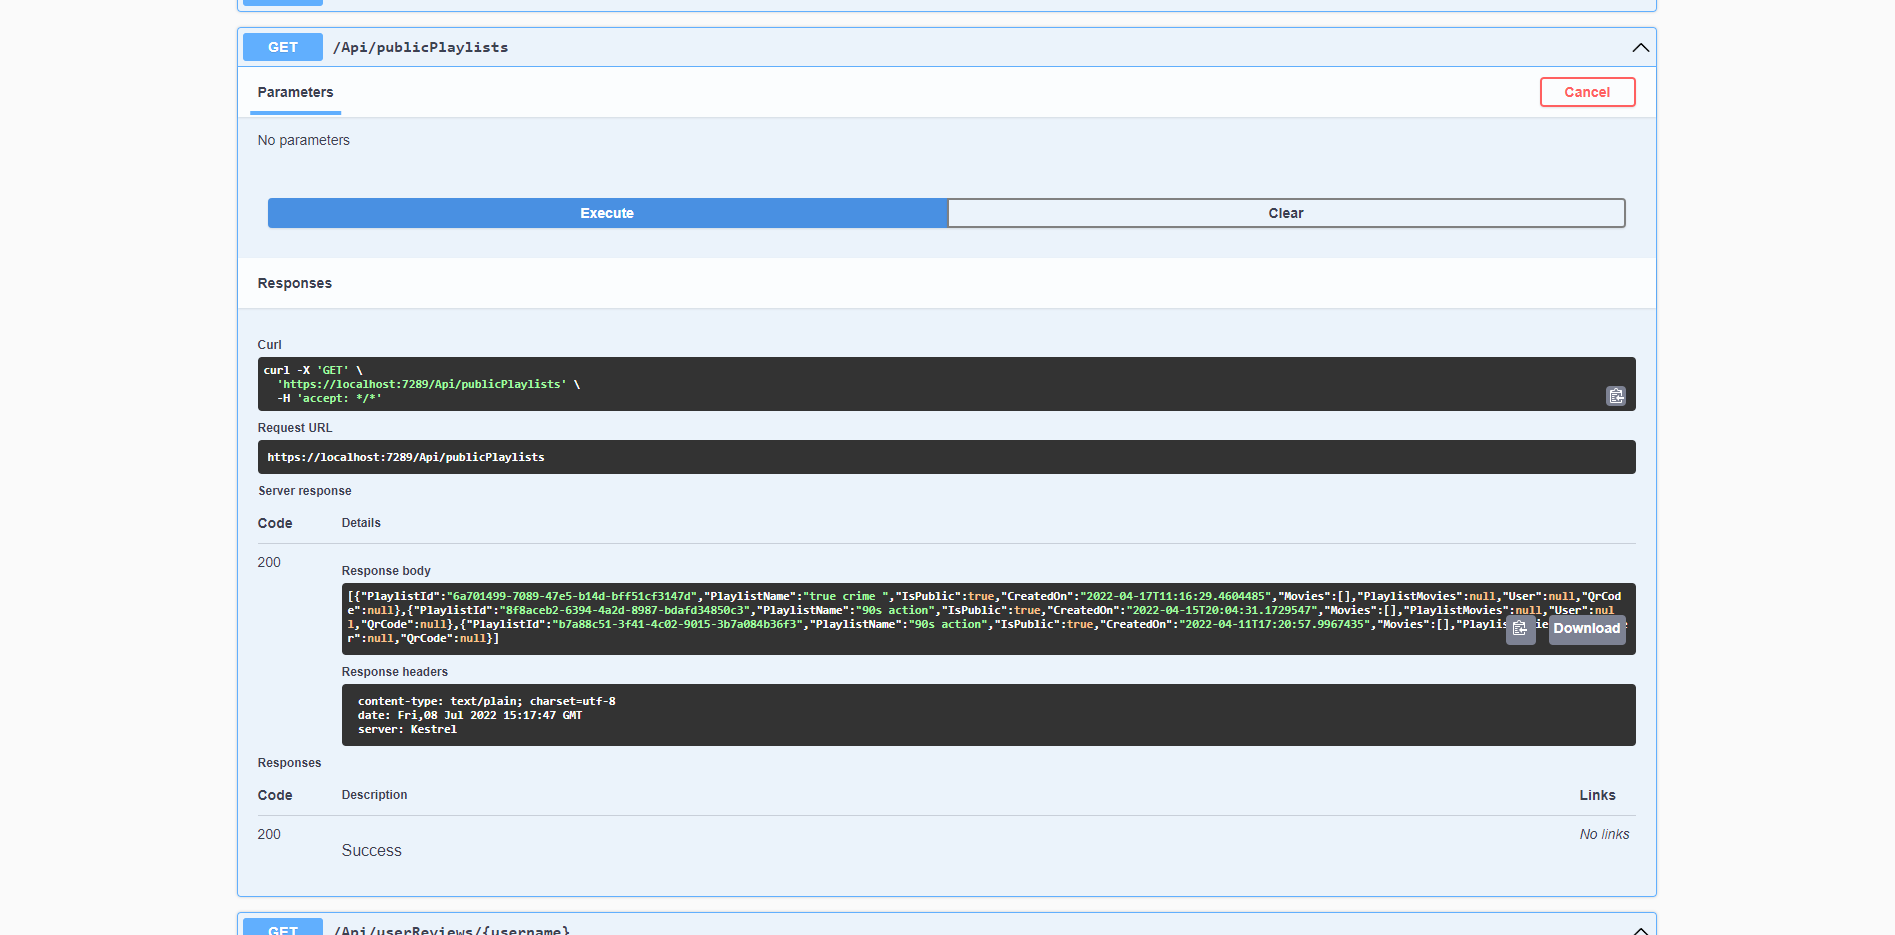 GET /Api/publicPlaylists
Parameters
Cancel
No parameters
Execute
Clear
Responses
Curl
curl -X 'GET' \
'https://localhost:7289/Api/publicPlaylists' \
-H 'accept: */*'
Request URL
https://localhost:7289/Api/publicPlaylists
Server response
Code Details
200
Response body
[{"PlaylistId":"6a701499-7089-47e5-b14d-bff51cf3147d","PlaylistName":"true crime ","IsPublic":true,"CreatedOn":"2022-04-17T11:16:29.4604485","Movies":[],"PlaylistMovies":null,"User":null,"QrCod
e":null},{"PlaylistId":"8f8aceb2-6394-4a2d-8987-bdafd34850c3","PlaylistName":"90s action","IsPublic":true,"CreatedOn":"2022-04-15T20:04:31.1729547","Movies":[],"PlaylistMovies":null,"User":nul
l,"QrCode":null},{"PlaylistId":"b7a88c51-3f41-4c02-9015-3b7a084b36f3","PlaylistName":"90s action","IsPublic":true,"CreatedOn":"2022-04-11T17:20:57.9967435","Movies":[],"Playlis
r":null,"QrCode":null}]
Download
Response headers
content-type: text/plain; charset=utf-8
date: Fri,08 Jul 2022 15:17:47 GMT
server: Kestrel
Responses
Code Description Links
200 No links
Success
GET /Api/userReviews/{username}